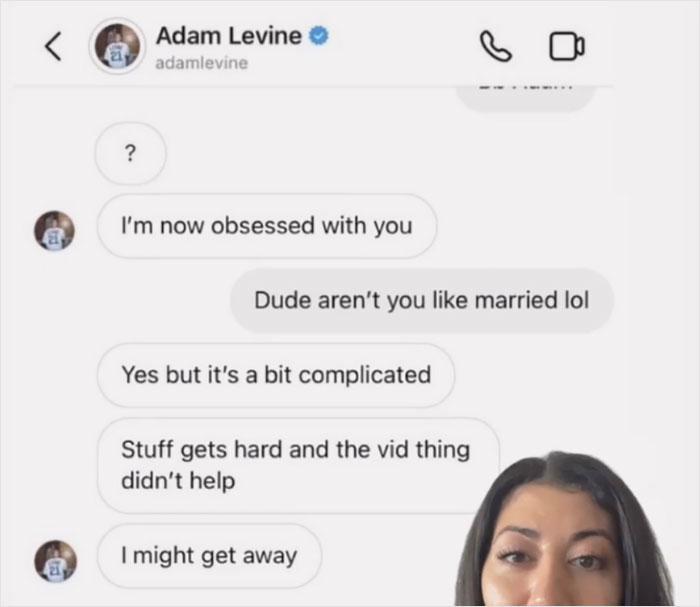 Adam Levine
adamlevine
?
I'm now obsessed with you
Dude aren't you like married lol
Yes but it's a bit complicated
Stuff gets hard and the vid thing
didn't help
I might get away